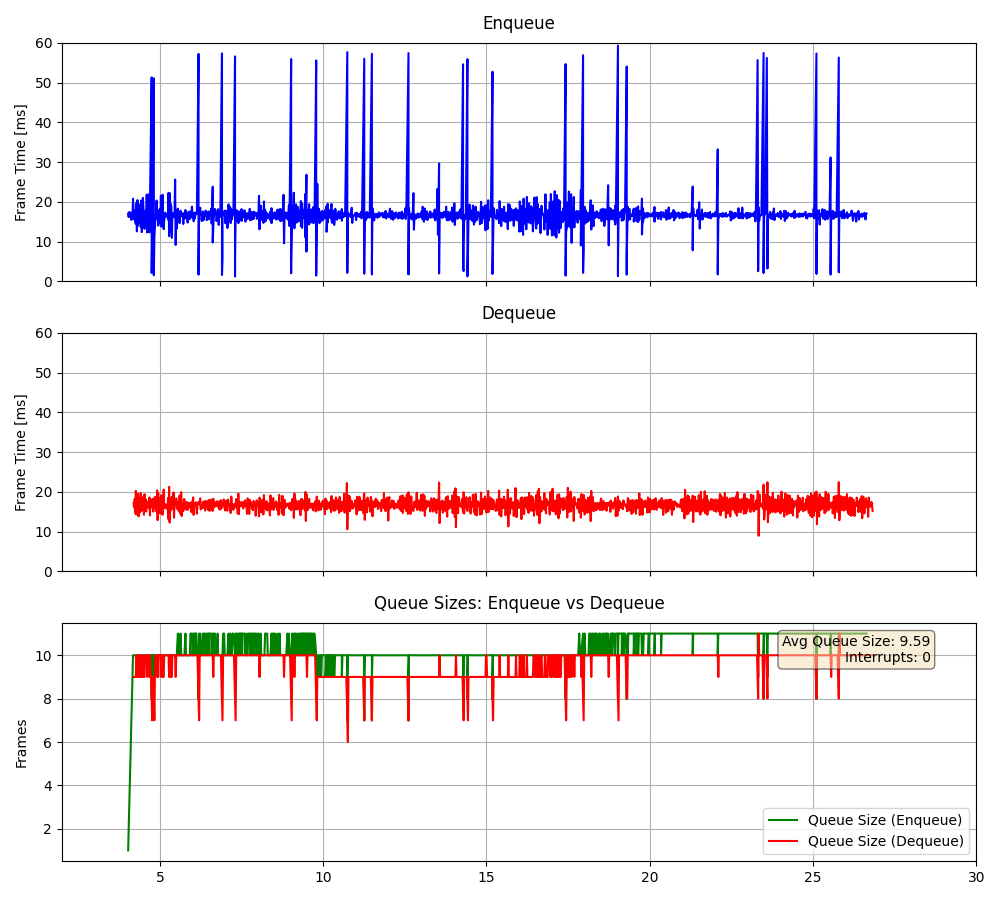 Enqueue
60
50
40
30
20
10
0
Frame Time [ms]
Dequeue
60
50
40
30
20
10
0
Frame Time [ms]
Queue Sizes: Enqueue vs Dequeue
10
8
6
4
2
Frames
Avg Queue Size: 9.59
Interrupts: 0
Queue Size (Enqueue)
Queue Size (Dequeue)
5 10 15 20 25 30